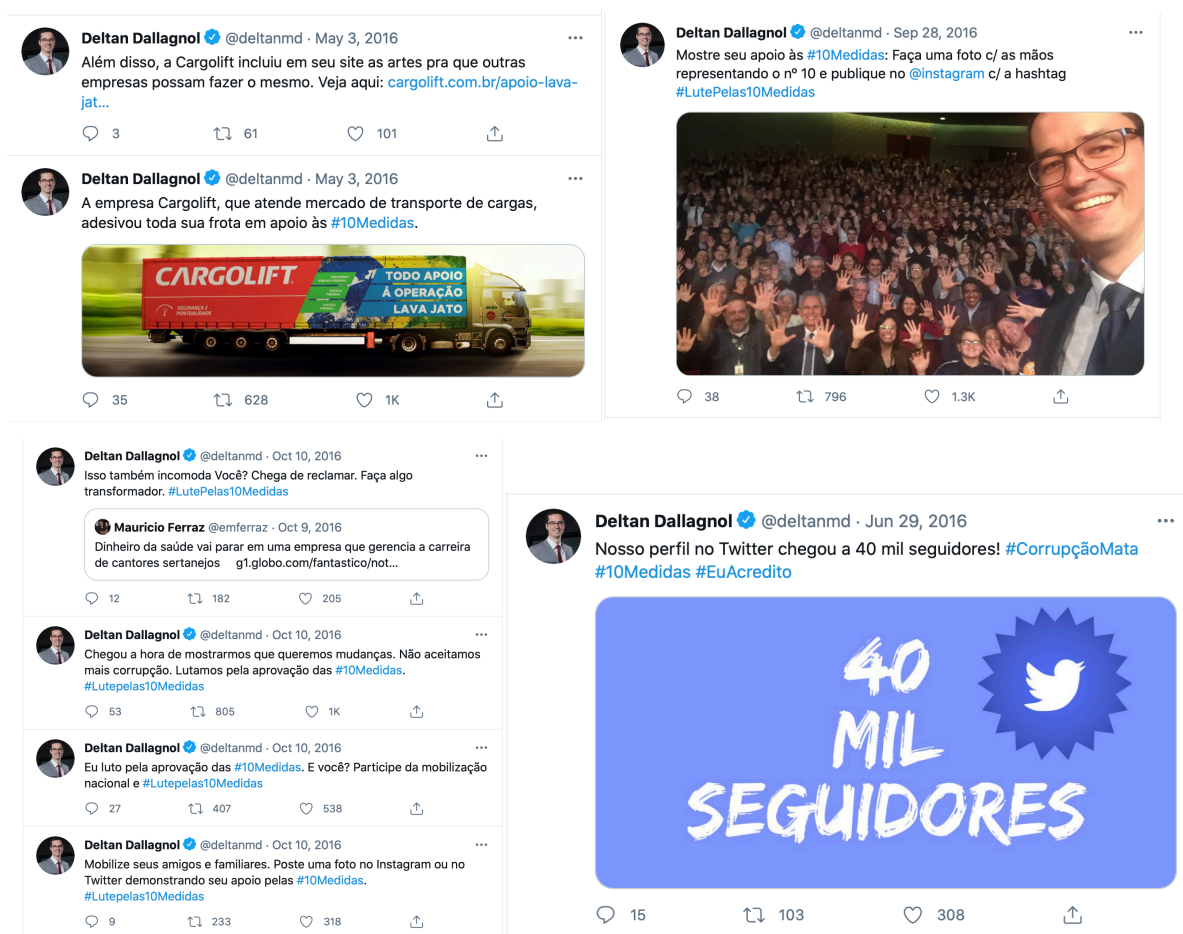 Deltan Dallagnol @deltanmd · May 3, 2016
Além disso, a Cargolift incluiu em seu site as artes pra que outras
empresas possam fazer o mesmo. Veja aqui: cargolift.com.br/apoio-lava-
jat...
3 61 101
Deltan Dallagnol @deltanmd · May 3, 2016
A empresa Cargolift, que atende mercado de transporte de cargas,
adesivou toda sua frota em apoio às #10Medidas.
CARGOLIFT
SEGURANÇA E
PONTUALIDADE
TODO APOIO
À OPERAÇÃO
LAVA JATO
35 628 1K
Deltan Dallagnol @deltanmd · Sep 28, 2016
Mostre seu apoio às #10Medidas: Faça uma foto c/ as mãos
representando o nº 10 e publique no @instagram c/ a hashtag
#LutePelas10Medidas
38 796 1.3K
Deltan Dallagnol @deltanmd · Oct 10, 2016
Isso também incomoda Você? Chega de reclamar. Faça algo
transformador. #LutePelas10Medidas
Mauricio Ferraz @emferraz · Oct 9, 2016
Dinheiro da saúde vai parar em uma empresa que gerencia a carreira
de cantores sertanejos g1.globo.com/fantastico/not...
12 182 205
Deltan Dallagnol @deltanmd · Oct 10, 2016
Chegou a hora de mostrarmos que queremos mudanças. Não aceitamos
mais corrupção. Lutamos pela aprovação das #10Medidas.
#Lutepelas10Medidas
53 805 1K
Deltan Dallagnol @deltanmd · Oct 10, 2016
Eu luto pela aprovação das #10Medidas. E você? Participe da mobilização
nacional e #Lutepelas10Medidas
27 407 538
Deltan Dallagnol @deltanmd · Oct 10, 2016
Mobilize seus amigos e familiares. Poste uma foto no Instagram ou no
Twitter demonstrando seu apoio pelas #10Medidas.
#Lutepelas10Medidas
9 233 318
Deltan Dallagnol @deltanmd · Jun 29, 2016
Nosso perfil no Twitter chegou a 40 mil seguidores! #CorrupçãoMata
#10Medidas #EuAcredito
40
MIL
SEGUIDORES
15 103 308